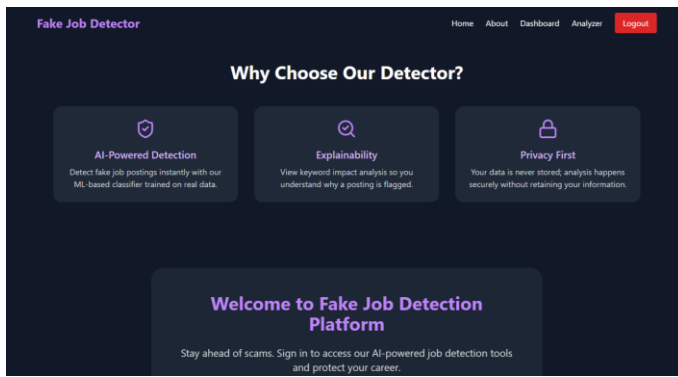 Fake Job Detector
Home About Dashboard Analyzer Logout
Why Choose Our Detector?
AI-Powered Detection
Detect fake job postings instantly with our
ML-based classifier trained on real data.
Explainability
View keyword impact analysis so you
understand why a posting is flagged.
Privacy First
Your data is never stored; analysis happens
securely without retaining your information.
Welcome to Fake Job Detection
Platform
Stay ahead of scams. Sign in to access our AI-powered job detection tools
and protect your career.